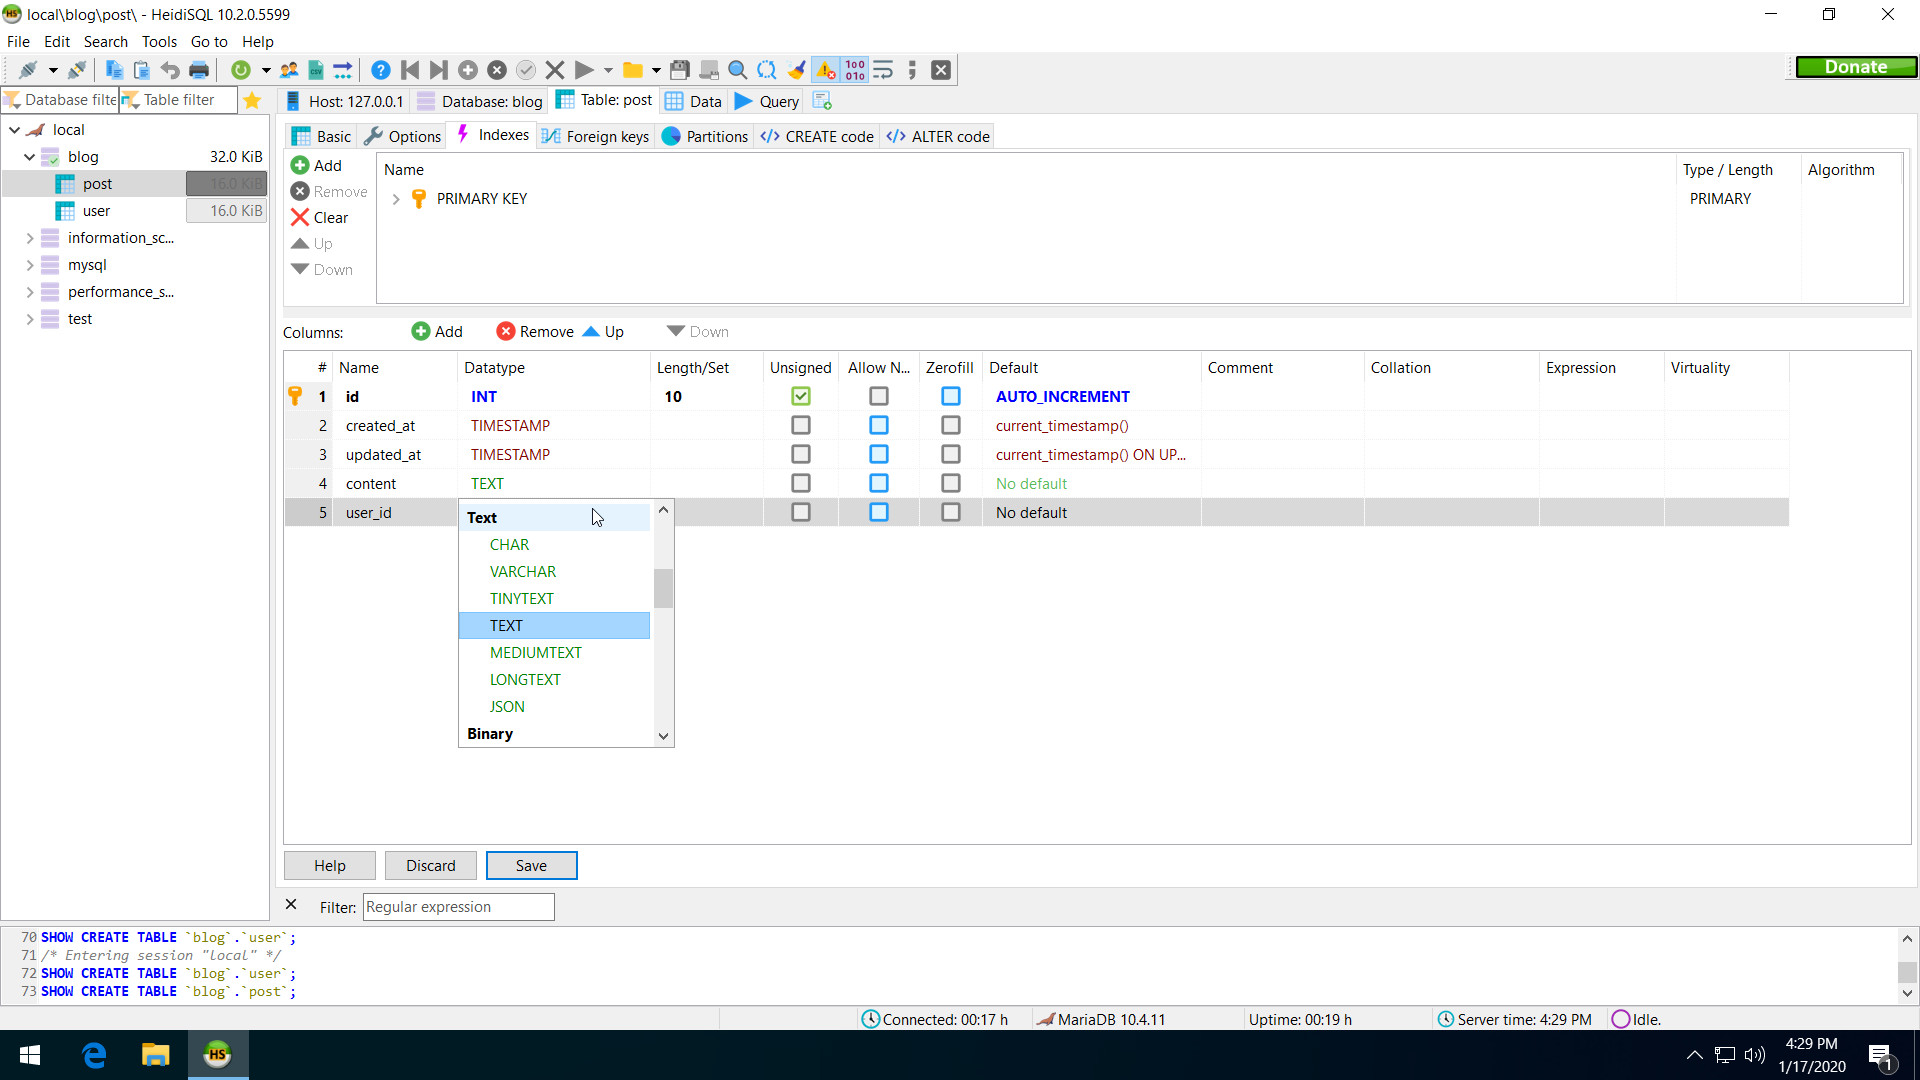 local\blog\post\ - HeidiSQL 10.2.0.5599
File Edit Search Tools Go to Help
Donate
Database filte Table filter Host: 127.0.0.1 Database: blog Table: post Data Query
local
blog 32.0 KiB
post 16.0 KiB
user 16.0 KiB
information_sc...
mysql
performance_s...
test
Basic Options Indexes Foreign keys Partitions CREATE code ALTER code
Add
Remove
Clear
Up
Down
Name Type / Length Algorithm
PRIMARY KEY PRIMARY
Columns: Add Remove Up Down
# Name Datatype Length/Set Unsigned Allow N... Zerofill Default Comment Collation Expression Virtuality
1 id INT 10 AUTO_INCREMENT
2 created_at TIMESTAMP current_timestamp()
3 updated_at TIMESTAMP current_timestamp() ON UP...
4 content TEXT No default
5 user_id No default
Text
CHAR
VARCHAR
TINYTEXT
TEXT
MEDIUMTEXT
LONGTEXT
JSON
Binary
Help Discard Save
Filter: Regular expression
70 SHOW CREATE TABLE `blog`.`user`;
71 /* Entering session "local" */
72 SHOW CREATE TABLE `blog`.`user`;
73 SHOW CREATE TABLE `blog`.`post`;
Connected: 00:17 h MariaDB 10.4.11 Uptime: 00:19 h Server time: 4:29 PM Idle.
HS
4:29 PM
1/17/2020
1